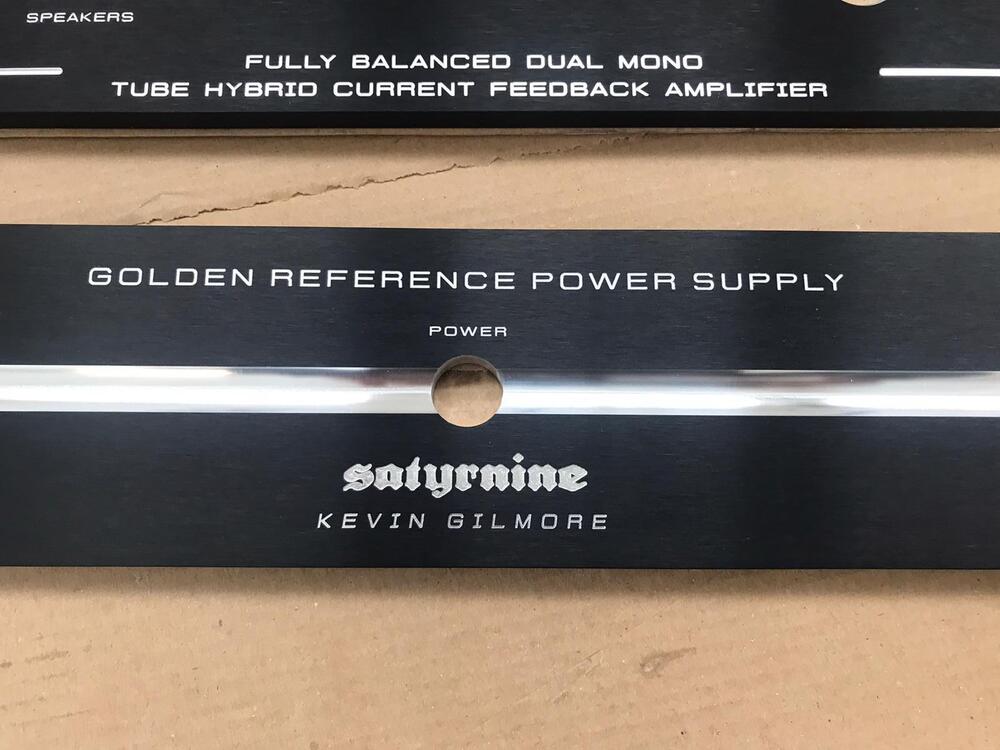 SPEAKERS
FULLY BALANCED DUAL MONO
TUBE HYBRID CURRENT FEEDBACK AMPLIFIER
GOLDEN REFERENCE POWER SUPPLY
POWER
satyrnine
KEVIN GILMORE